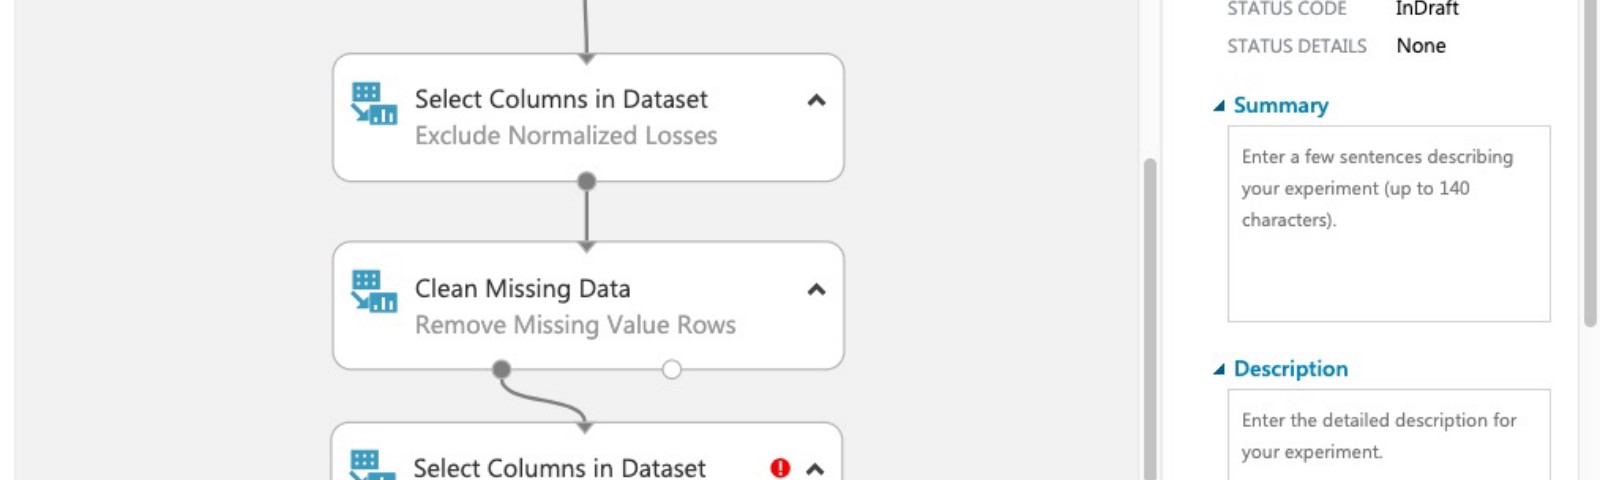 Select Columns in Dataset
Exclude Normalized Losses
Clean Missing Data
Remove Missing Value Rows
Select Columns in Dataset
STATUS CODE InDraft
STATUS DETAILS None
Summary
Enter a few sentences describing
your experiment (up to 140
characters).
Description
Enter the detailed description for
your experiment.